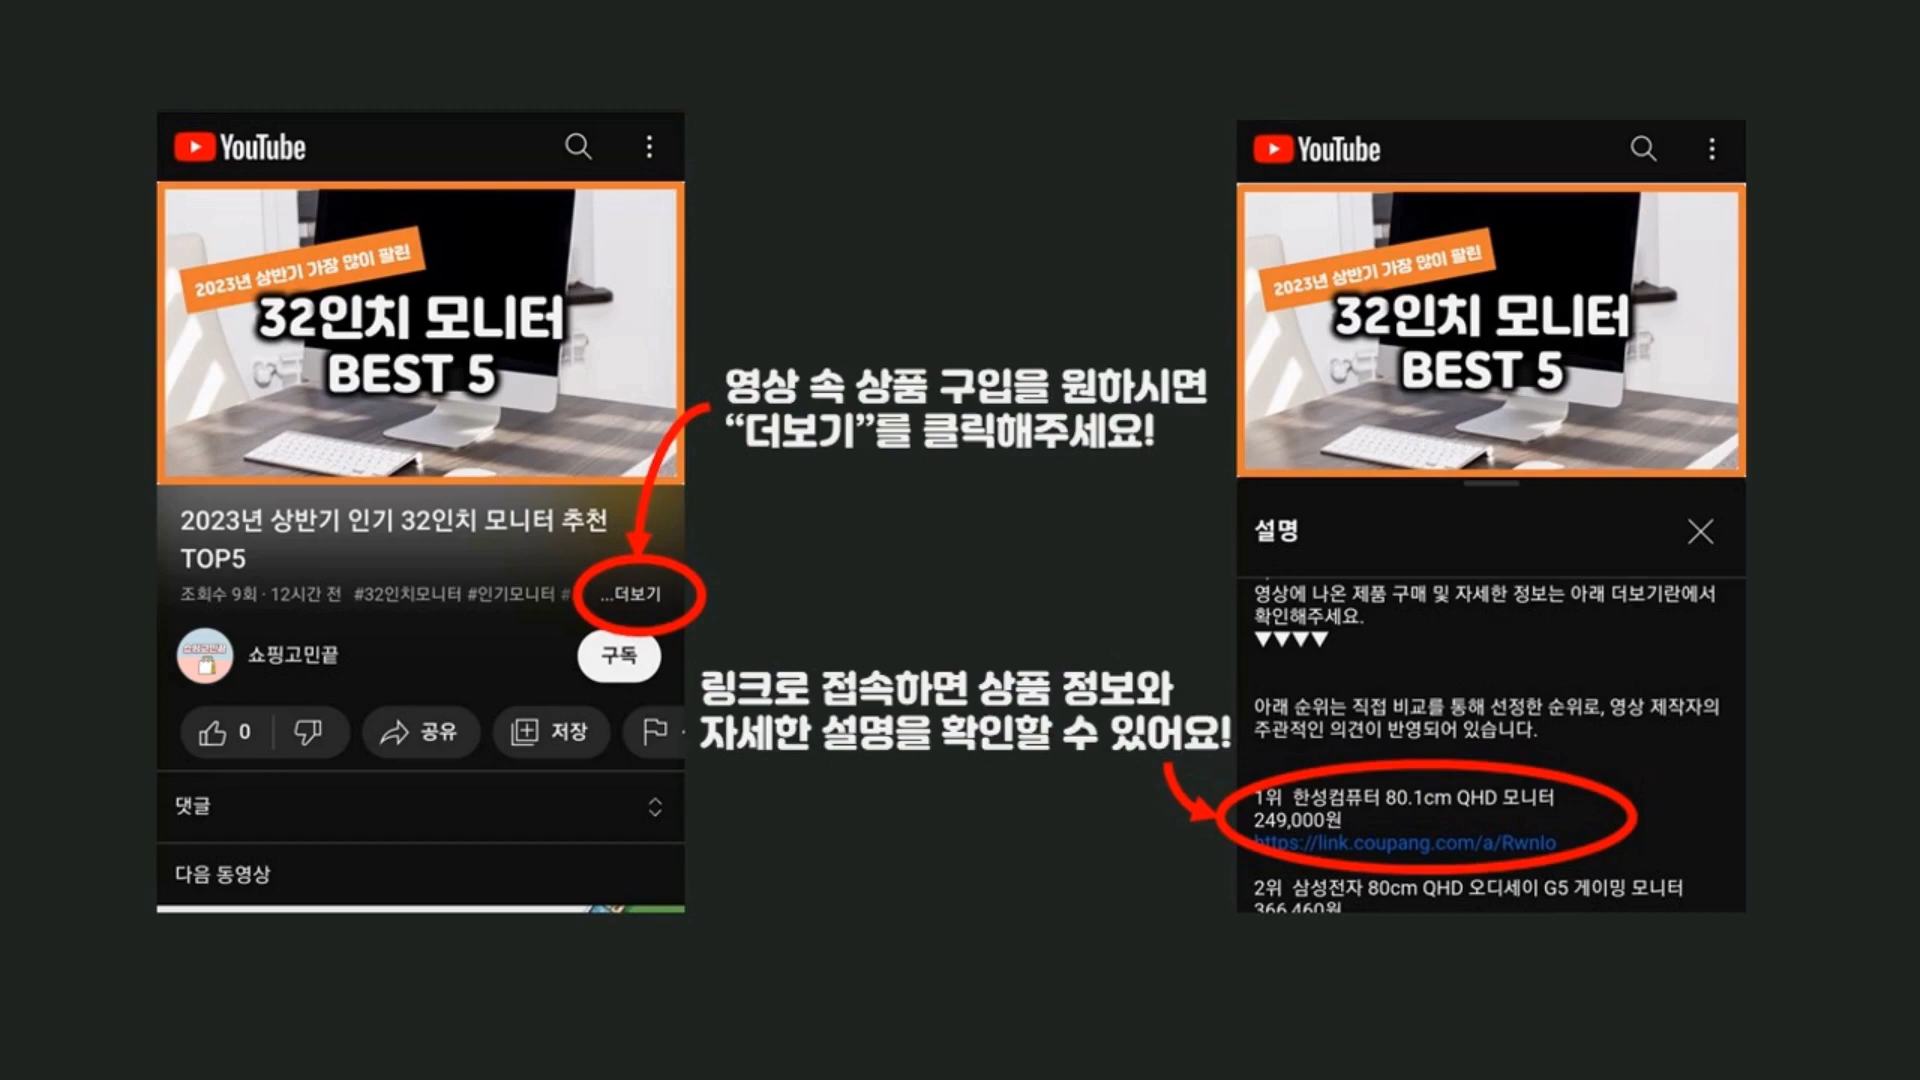 YouTube
2023년 상반기 가장 많이 팔린
32인치 모니터
BEST 5
2023년 상반기 인기 32인치 모니터 추천
TOP5
조회수 9회 · 12시간 전 #32인치모니터 #인기모니터 #
...더보기
쇼핑고민끝
쇼핑고민끝
구독
0
공유
저장
댓글
다음 동영상
영상 속 상품 구입을 원하시면
“더보기”를 클릭해주세요!
링크로 접속하면 상품 정보와
자세한 설명을 확인할 수 있어요!
YouTube
2023년 상반기 가장 많이 팔린
32인치 모니터
BEST 5
설명
영상에 나온 제품 구매 및 자세한 정보는 아래 더보기란에서
확인해주세요.
▼▼▼▼
아래 순위는 직접 비교를 통해 선정한 순위로, 영상 제작자의
주관적인 의견이 반영되어 있습니다.
1위 한성컴퓨터 80.1cm QHD 모니터
249,000원
https://link.coupang.com/a/RwnIo
2위 삼성전자 80cm QHD 오디세이 G5 게이밍 모니터
366,460원